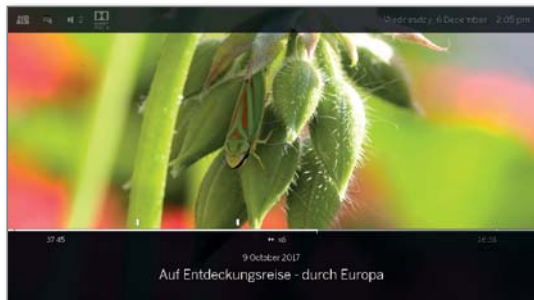 Wednesday, 6 December 2:05 pm
37:45
x6
9 October 2017
Auf Entdeckungsreise - durch Europa